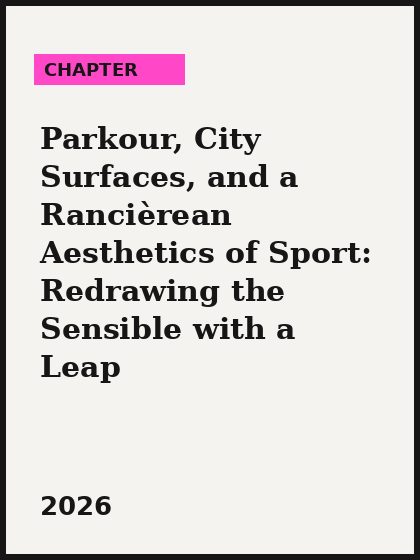 CHAPTER
Parkour, City
Surfaces, and a
Rancièrean
Aesthetics of Sport:
Redrawing the
Sensible with a
Leap
2026